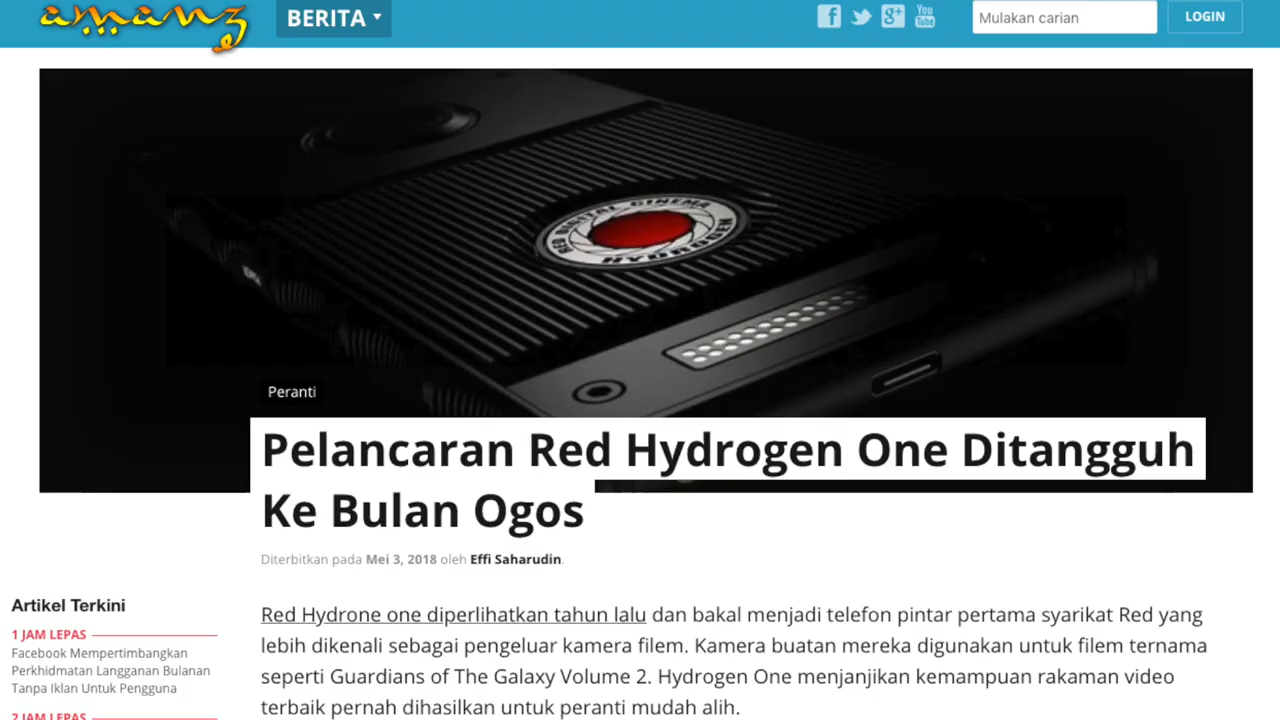 amanz
BERITA
Mulakan carian
LOGIN
RED DIGITAL CINEMA
HYDROGEN
Peranti
Pelancaran Red Hydrogen One Ditangguh
Ke Bulan Ogos
Diterbitkan pada Mei 3, 2018 oleh Effi Saharudin.
Artikel Terkini
1 JAM LEPAS
Facebook Mempertimbangkan
Perkhidmatan Langganan Bulanan
Tanpa Iklan Untuk Pengguna
2 JAM LEPAS
Red Hydrone one diperlihatkan tahun lalu dan bakal menjadi telefon pintar pertama syarikat Red yang
lebih dikenali sebagai pengeluar kamera filem. Kamera buatan mereka digunakan untuk filem ternama
seperti Guardians of The Galaxy Volume 2. Hydrogen One menjanjikan kemampuan rakaman video
terbaik pernah dihasilkan untuk peranti mudah alih.